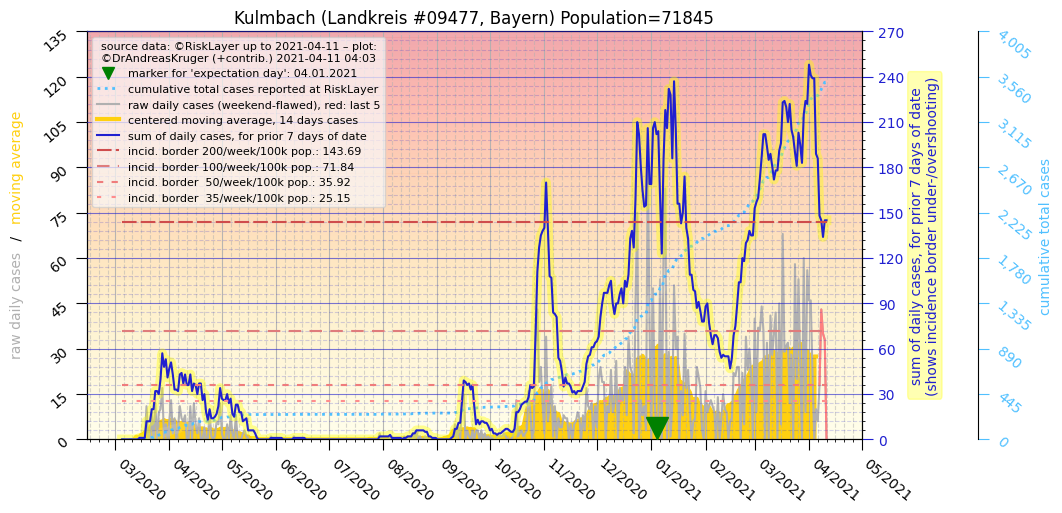 Kulmbach (Landkreis #09477, Bayern) Population=71845
source data: ©RiskLayer up to 2021-04-11 – plot:
©DrAndreasKruger (+contrib.) 2021-04-11 04:03
marker for 'expectation day': 04.01.2021
cumulative total cases reported at RiskLayer
raw daily cases (weekend-flawed), red: last 5
centered moving average, 14 days cases
sum of daily cases, for prior 7 days of date
incid. border 200/week/100k pop.: 143.69
incid. border 100/week/100k pop.: 71.84
incid. border  50/week/100k pop.: 35.92
incid. border  35/week/100k pop.: 25.15
raw daily cases / moving average
135
120
105
90
75
60
45
30
15
0
03/2020
04/2020
05/2020
06/2020
07/2020
08/2020
09/2020
10/2020
11/2020
12/2020
01/2021
02/2021
03/2021
04/2021
05/2021
270
240
210
180
150
120
90
60
30
0
sum of daily cases, for prior 7 days of date
(shows incidence border under-/overshooting)
4,005
3,560
3,115
2,670
2,225
1,780
1,335
890
445
0
cumulative total cases